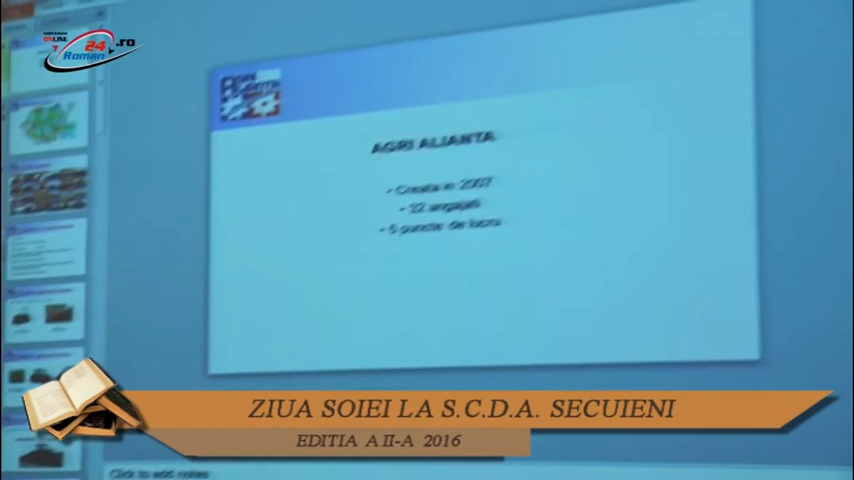 Roman 24 .ro
AGRI ALIANTA
• Creata in 2007
• 32 angajati
• 5 puncte de lucru
ZIUA SOIEI LA S.C.D.A. SECUIENI
EDITIA A II-A 2016
Click to add notes